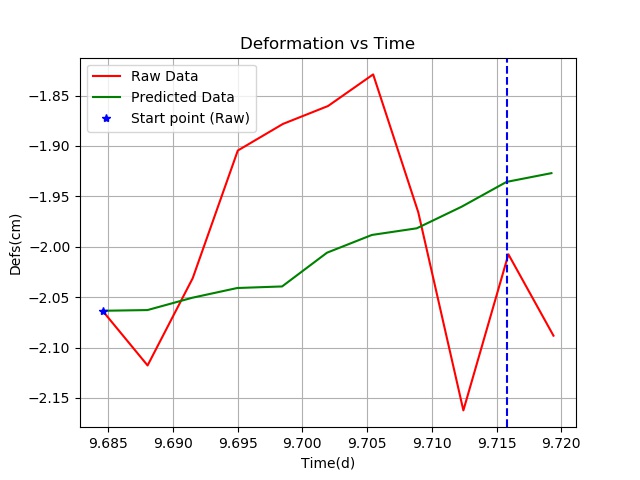 Deformation vs Time
Raw Data
Predicted Data
Start point (Raw)
−1.85
−1.90
−1.95
−2.00
−2.05
−2.10
−2.15
Defs(cm)
9.685 9.690 9.695 9.700 9.705 9.710 9.715 9.720
Time(d)